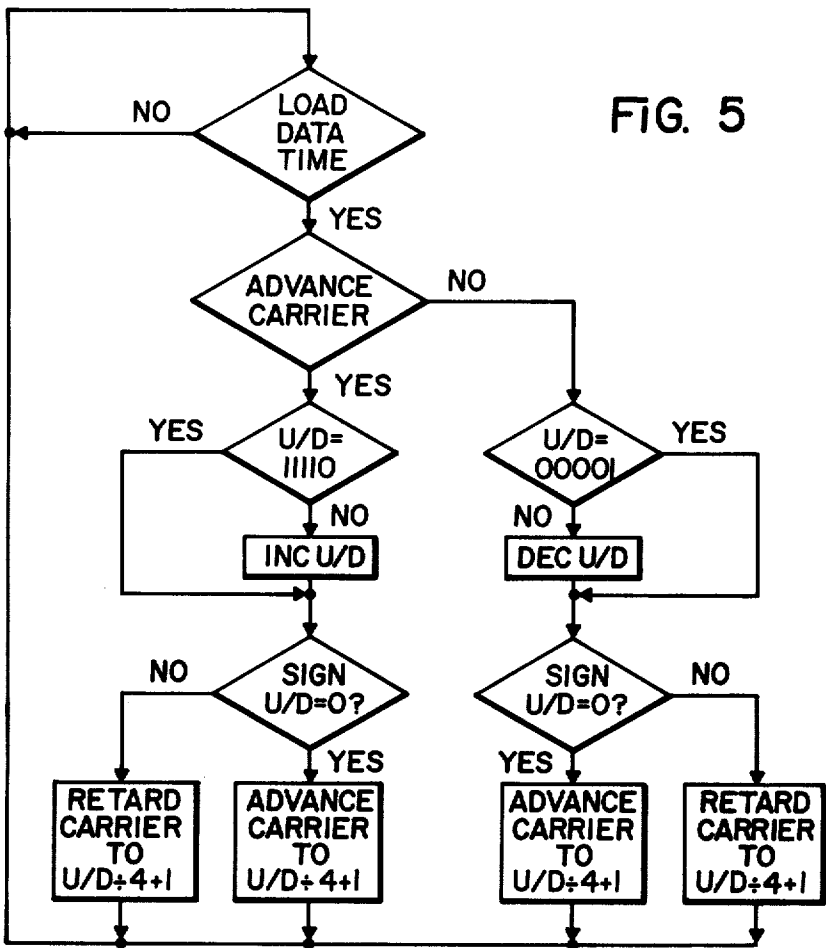 FIG. 5
LOAD
DATA
TIME
NO
YES
ADVANCE
CARRIER
NO
YES
YES
U/D=
11110
U/D=
00001
YES
NO
NO
INC U/D
DEC U/D
NO
SIGN
U/D=0?
SIGN
U/D=0?
NO
YES
YES
RETARD
CARRIER
TO
U/D÷4+1
ADVANCE
CARRIER
TO
U/D÷4+1
ADVANCE
CARRIER
TO
U/D÷4+1
RETARD
CARRIER
TO
U/D÷4+1